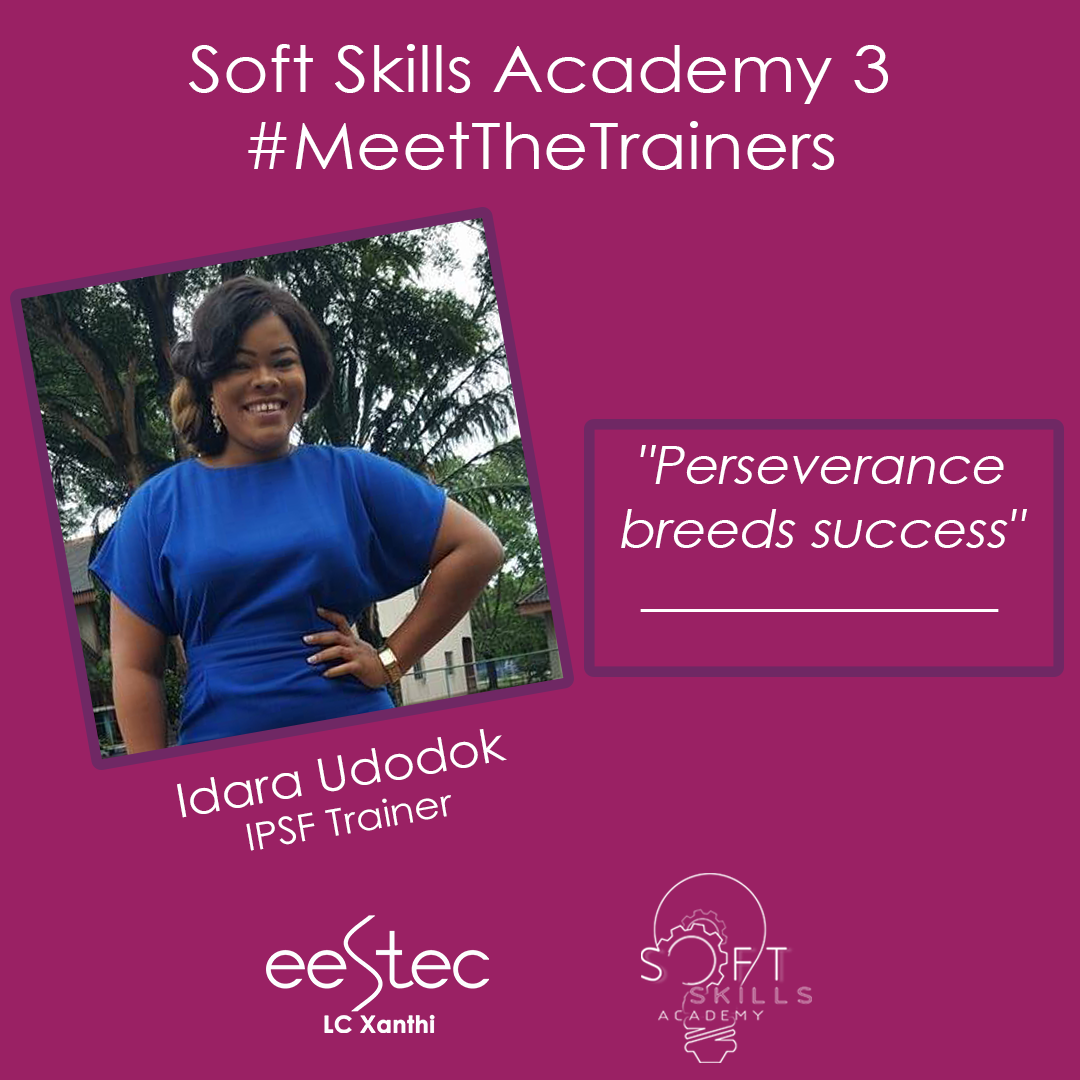 Soft Skills Academy 3
#MeetTheTrainers
"Perseverance
breeds success"
Idara Udodok
IPSF Trainer
eestec
LC Xanthi
SOFT
SKILLS
ACADEMY